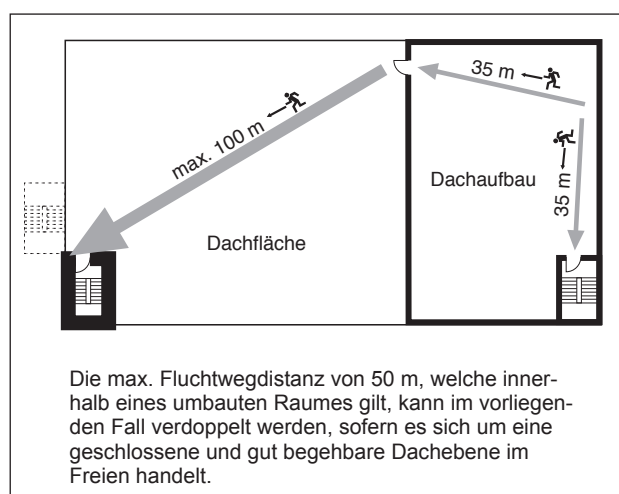 35 m
max. 100 m
35 m
Dachaufbau
Dachfläche
Die max. Fluchtwegdistanz von 50 m, welche inner-
halb eines umbauten Raumes gilt, kann im vorliegen-
den Fall verdoppelt werden, sofern es sich um eine
geschlossene und gut begehbare Dachebene im
Freien handelt.